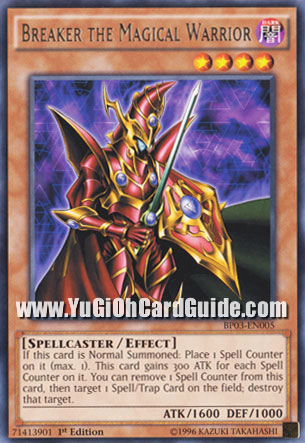 BREAKER THE MAGICAL WARRIOR
DARK
闇
www.YuGiOhCardGuide.com
BP03-EN005
[SPELLCASTER / EFFECT]
If this card is Normal Summoned: Place 1 Spell Counter
on it (max. 1). This card gains 300 ATK for each Spell
Counter on it. You can remove 1 Spell Counter from this
card, then target 1 Spell/Trap Card on the field; destroy
that target.
ATK/1600 DEF/1000
71413901 1st Edition ©1996 KAZUKI TAKAHASHI